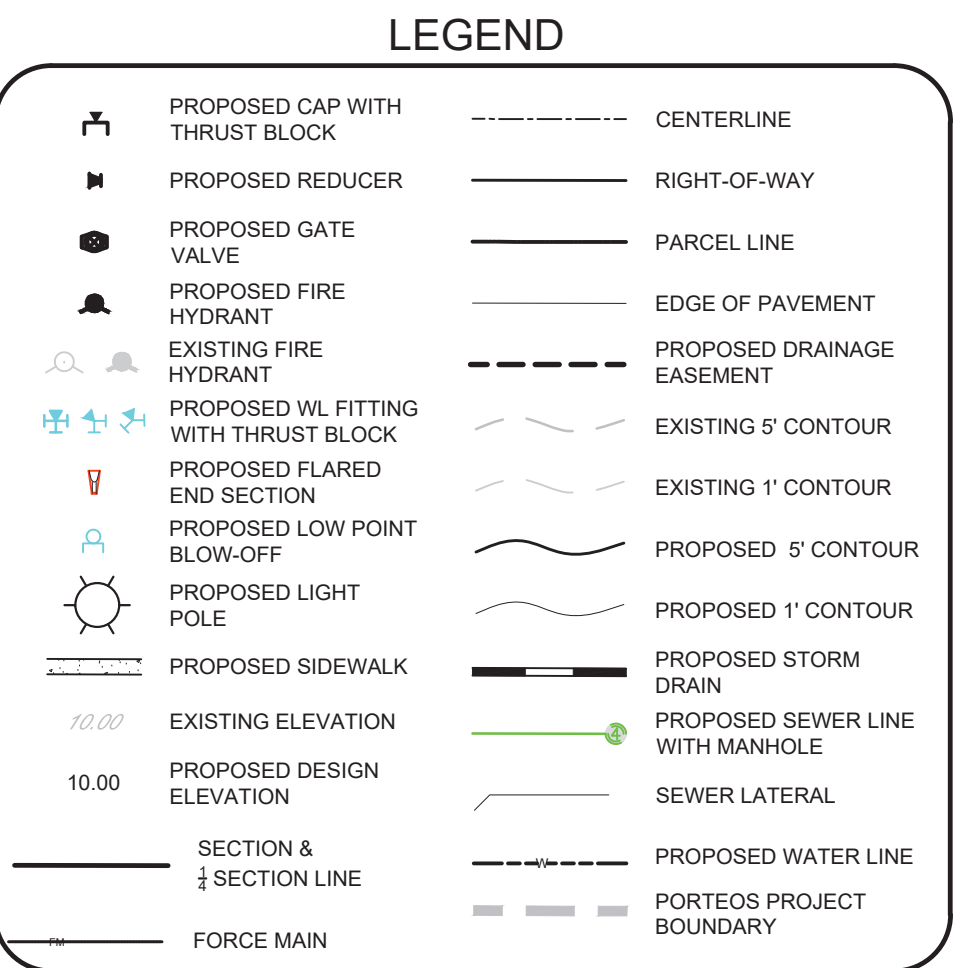 LEGEND
PROPOSED CAP WITH
THRUST BLOCK
PROPOSED REDUCER
PROPOSED GATE
VALVE
PROPOSED FIRE
HYDRANT
EXISTING FIRE
HYDRANT
PROPOSED WL FITTING
WITH THRUST BLOCK
PROPOSED FLARED
END SECTION
PROPOSED LOW POINT
BLOW-OFF
PROPOSED LIGHT
POLE
PROPOSED SIDEWALK
10.00 EXISTING ELEVATION
10.00 PROPOSED DESIGN
ELEVATION
SECTION &
1/4 SECTION LINE
FM FORCE MAIN
CENTERLINE
RIGHT-OF-WAY
PARCEL LINE
EDGE OF PAVEMENT
PROPOSED DRAINAGE
EASEMENT
EXISTING 5' CONTOUR
EXISTING 1' CONTOUR
PROPOSED 5' CONTOUR
PROPOSED 1' CONTOUR
PROPOSED STORM
DRAIN
4 PROPOSED SEWER LINE
WITH MANHOLE
SEWER LATERAL
W PROPOSED WATER LINE
PORTEOS PROJECT
BOUNDARY